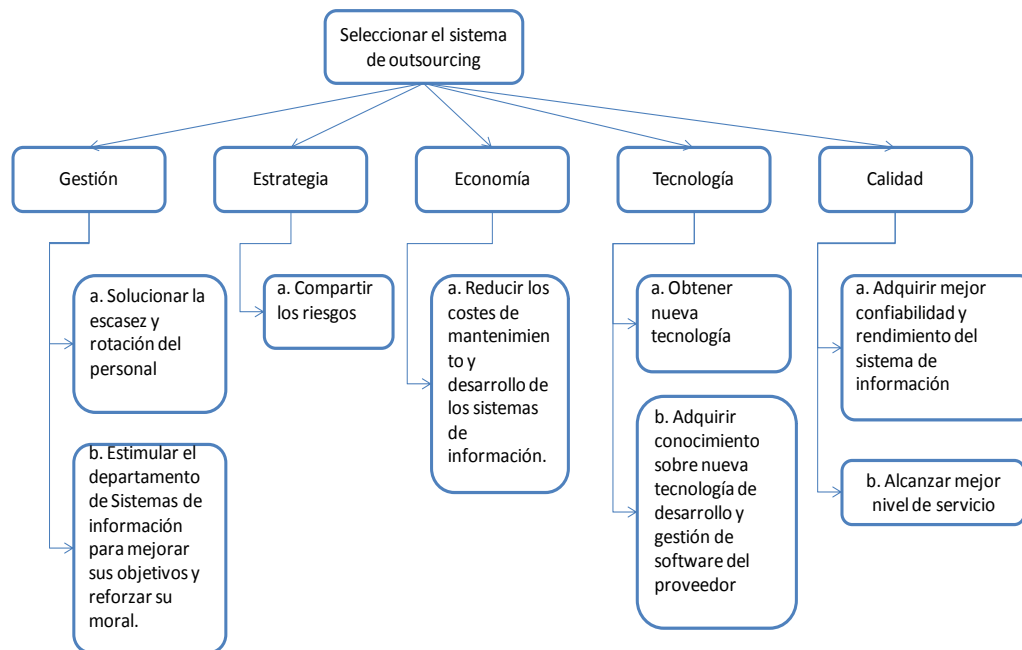 Seleccionar el sistema
de outsourcing
Gestión
Estrategia
Economía
Tecnología
Calidad
a. Solucionar la
escasez y
rotación del
personal
b. Estimular el
departamento
de Sistemas de
información
para mejorar
sus objetivos y
reforzar su
moral.
a. Compartir
los riesgos
a. Reducir los
costes de
mantenimie
nto y
desarrollo de
los sistemas
de
información.
a. Obtener
nueva
tecnología
b. Adquirir
conocimiento
sobre nueva
tecnología de
desarrollo y
gestión de
software del
proveedor
a. Adquirir mejor
confiabilidad y
rendimiento del
sistema de
información
b. Alcanzar mejor
nivel de servicio